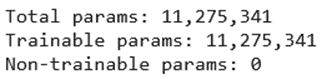 Total params: 11,275,341
Trainable params: 11,275,341
Non-trainable params: 0